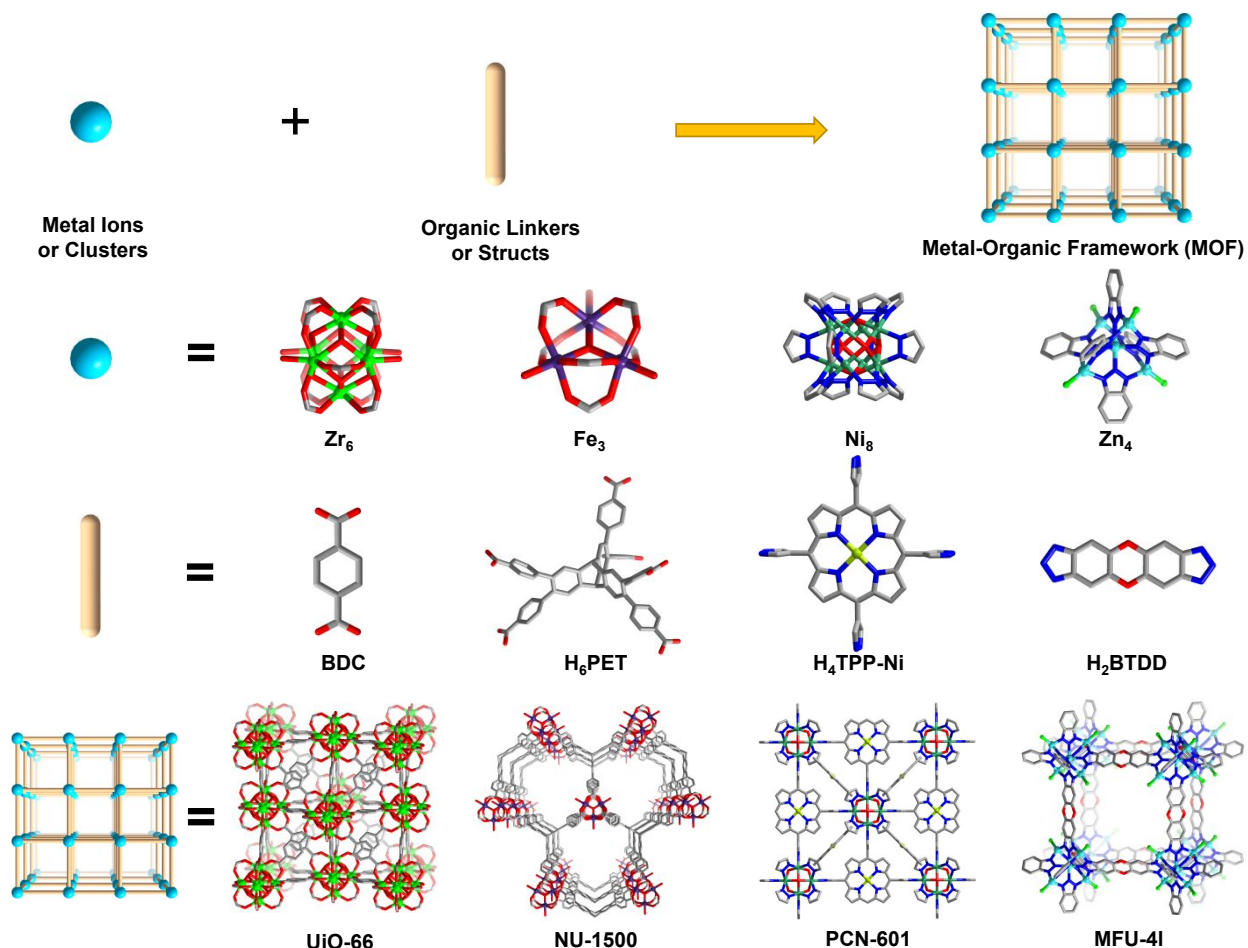 +
Metal Ions
or Clusters
Organic Linkers
or Structs
Metal-Organic Framework (MOF)
=
Zr₆
Fe₃
Ni₈
Zn₄
=
BDC
H₆PET
H₄TPP-Ni
H₂BTDD
=
UiO-66
NU-1500
PCN-601
MFU-4l